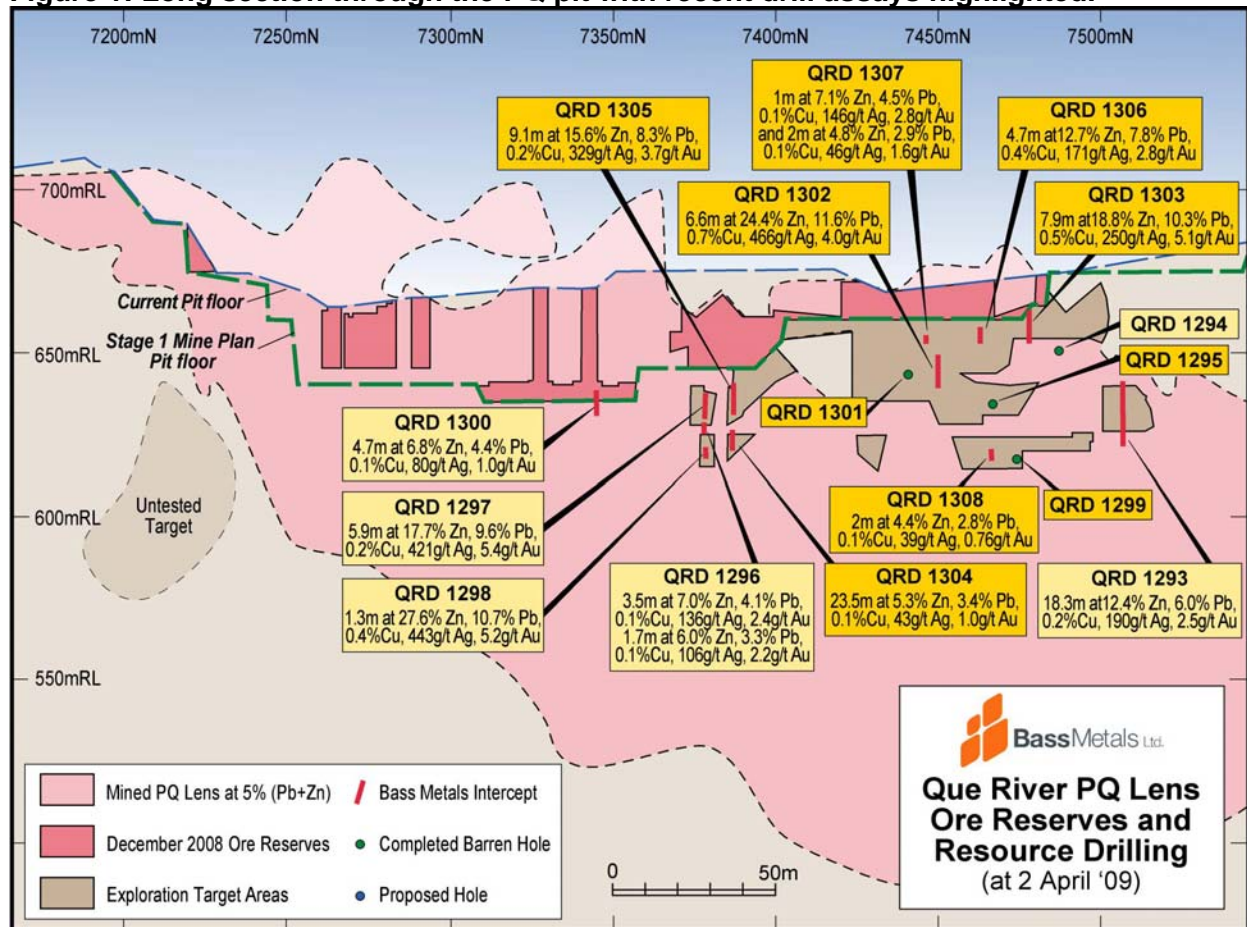 Figure 1: Long section through the PQ pit with recent drill assays highlighted.
7200mN 7250mN 7300mN 7350mN 7400mN 7450mN 7500mN
QRD 1307
1m at 7.1% Zn, 4.5% Pb,
0.1%Cu, 146g/t Ag, 2.8g/t Au
and 2m at 4.8% Zn, 2.9% Pb,
0.1%Cu, 46g/t Ag, 1.6g/t Au
QRD 1305
9.1m at 15.6% Zn, 8.3% Pb,
0.2%Cu, 329g/t Ag, 3.7g/t Au
QRD 1306
4.7m at12.7% Zn, 7.8% Pb,
0.4%Cu, 171g/t Ag, 2.8g/t Au
700mRL
QRD 1302
6.6m at 24.4% Zn, 11.6% Pb,
0.7%Cu, 466g/t Ag, 4.0g/t Au
QRD 1303
7.9m at18.8% Zn, 10.3% Pb,
0.5%Cu, 250g/t Ag, 5.1g/t Au
Current Pit floor
Stage 1 Mine Plan
Pit floor
650mRL
QRD 1294
QRD 1295
QRD 1301
QRD 1300
4.7m at 6.8% Zn, 4.4% Pb,
0.1%Cu, 80g/t Ag, 1.0g/t Au
QRD 1297
5.9m at 17.7% Zn, 9.6% Pb,
0.2%Cu, 421g/t Ag, 5.4g/t Au
QRD 1298
1.3m at 27.6% Zn, 10.7% Pb,
0.4%Cu, 443g/t Ag, 5.2g/t Au
Untested
Target
600mRL
QRD 1308
2m at 4.4% Zn, 2.8% Pb,
0.1%Cu, 39g/t Ag, 0.76g/t Au
QRD 1299
QRD 1296
3.5m at 7.0% Zn, 4.1% Pb,
0.1%Cu, 136g/t Ag, 2.4g/t Au
1.7m at 6.0% Zn, 3.3% Pb,
0.1%Cu, 106g/t Ag, 2.2g/t Au
QRD 1304
23.5m at 5.3% Zn, 3.4% Pb,
0.1%Cu, 43g/t Ag, 1.0g/t Au
QRD 1293
18.3m at12.4% Zn, 6.0% Pb,
0.2%Cu, 190g/t Ag, 2.5g/t Au
550mRL
Mined PQ Lens at 5% (Pb+Zn)
December 2008 Ore Reserves
Exploration Target Areas
Bass Metals Intercept
Completed Barren Hole
Proposed Hole
0 50m
BassMetals Ltd.
Que River PQ Lens
Ore Reserves and
Resource Drilling
(at 2 April '09)